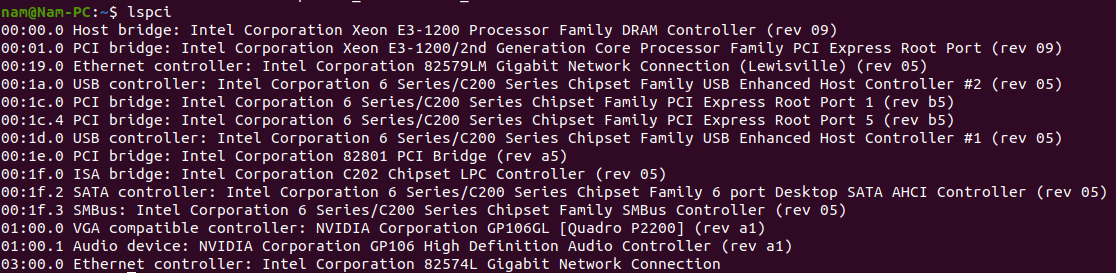 nam@Nam-PC:~$ lspci
00:00.0 Host bridge: Intel Corporation Xeon E3-1200 Processor Family DRAM Controller (rev 09)
00:01.0 PCI bridge: Intel Corporation Xeon E3-1200/2nd Generation Core Processor Family PCI Express Root Port (rev 09)
00:19.0 Ethernet controller: Intel Corporation 82579LM Gigabit Network Connection (Lewisville) (rev 05)
00:1a.0 USB controller: Intel Corporation 6 Series/C200 Series Chipset Family USB Enhanced Host Controller #2 (rev 05)
00:1c.0 PCI bridge: Intel Corporation 6 Series/C200 Series Chipset Family PCI Express Root Port 1 (rev b5)
00:1c.4 PCI bridge: Intel Corporation 6 Series/C200 Series Chipset Family PCI Express Root Port 5 (rev b5)
00:1d.0 USB controller: Intel Corporation 6 Series/C200 Series Chipset Family USB Enhanced Host Controller #1 (rev 05)
00:1e.0 PCI bridge: Intel Corporation 82801 PCI Bridge (rev a5)
00:1f.0 ISA bridge: Intel Corporation C202 Chipset LPC Controller (rev 05)
00:1f.2 SATA controller: Intel Corporation 6 Series/C200 Series Chipset Family 6 port Desktop SATA AHCI Controller (rev 05)
00:1f.3 SMBus: Intel Corporation 6 Series/C200 Series Chipset Family SMBus Controller (rev 05)
01:00.0 VGA compatible controller: NVIDIA Corporation GP106GL [Quadro P2200] (rev a1)
01:00.1 Audio device: NVIDIA Corporation GP106 High Definition Audio Controller (rev a1)
03:00.0 Ethernet controller: Intel Corporation 82574L Gigabit Network Connection